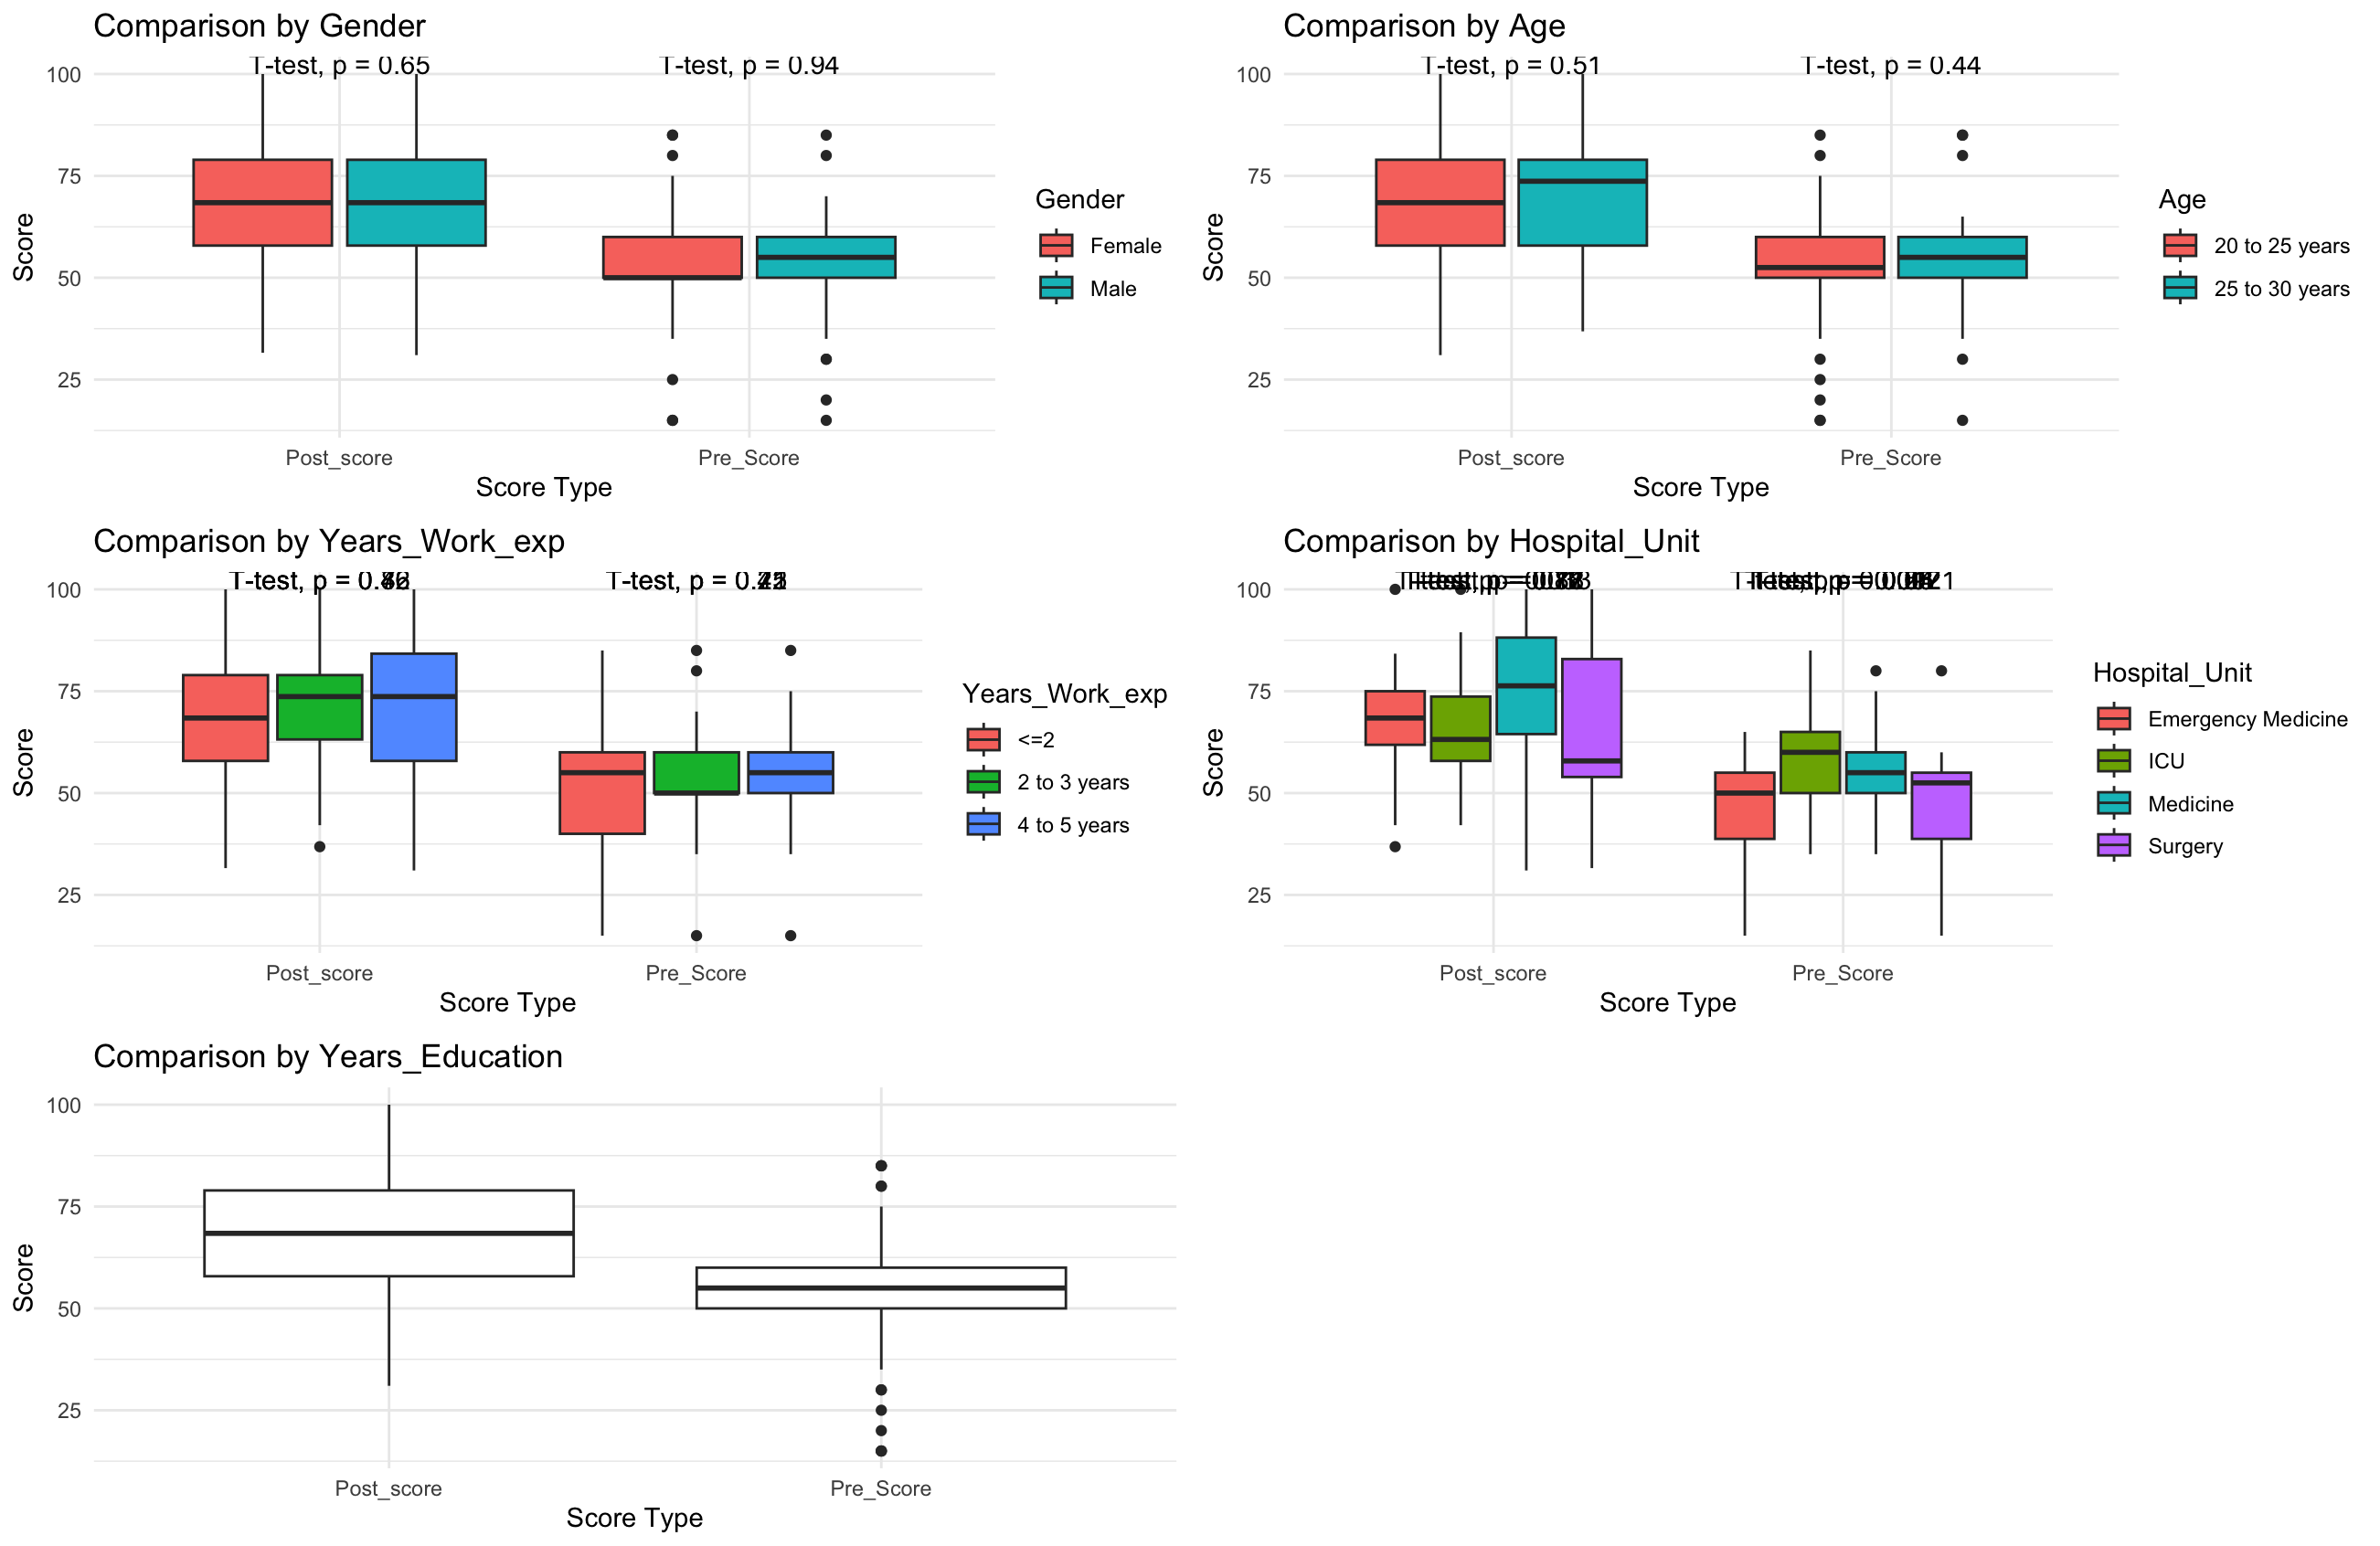 Comparison by Gender
T-test, p = 0.65
T-test, p = 0.94
100
75
50
25
Score
Post_score
Pre_Score
Score Type
Gender
Female
Male
Comparison by Age
T-test, p = 0.51
T-test, p = 0.44
100
75
50
25
Score
Post_score
Pre_Score
Score Type
Age
20 to 25 years
25 to 30 years
Comparison by Years_Work_exp
T-test, p =
T-test, p =
100
75
50
25
Score
Post_score
Pre_Score
Score Type
Years_Work_exp
<=2
2 to 3 years
4 to 5 years
Comparison by Hospital_Unit
100
75
50
25
Score
Post_score
Pre_Score
Score Type
Hospital_Unit
Emergency Medicine
ICU
Medicine
Surgery
Comparison by Years_Education
100
75
50
25
Score
Post_score
Pre_Score
Score Type